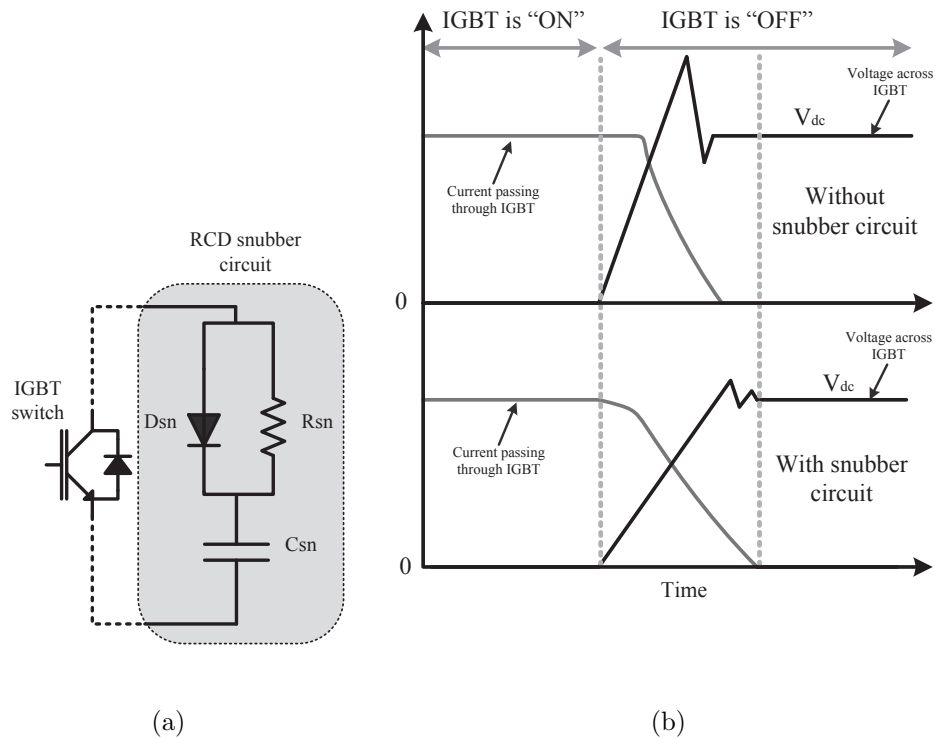 RCD snubber
circuit
IGBT
switch
Dsn
Rsn
Csn
(a)
IGBT is “ON”
IGBT is “OFF”
Voltage across
IGBT
Vdc
Current passing
through IGBT
Without
snubber circuit
0
Voltage across
IGBT
Vdc
Current passing
through IGBT
With snubber
circuit
0
Time
(b)